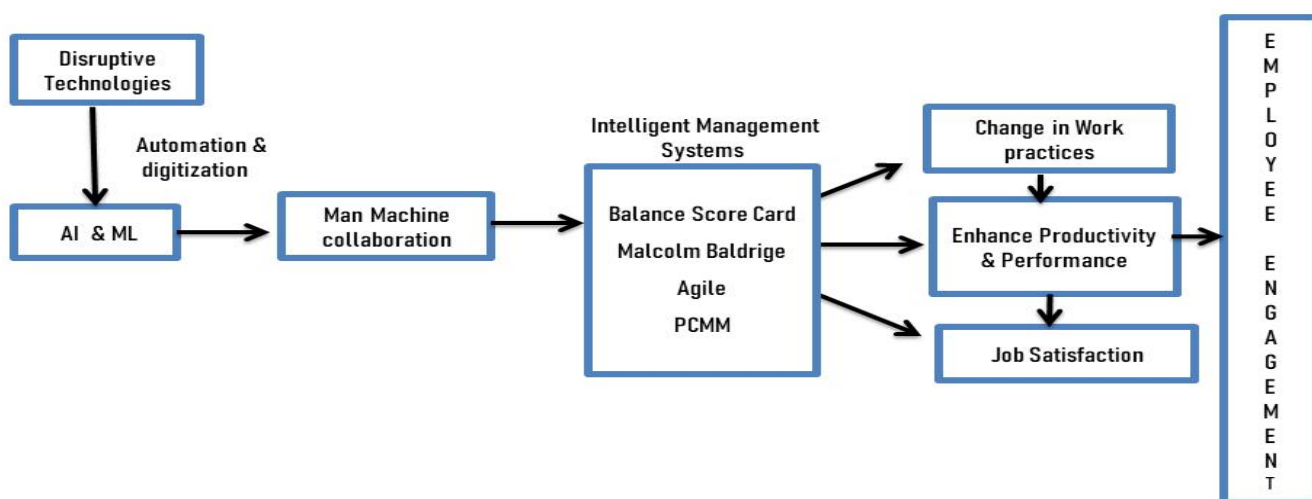 Disruptive
Technologies
Automation &
digitization
AI & ML
Man Machine
collaboration
Intelligent Management
Systems
Balance Score Card
Malcolm Baldrige
Agile
PCMM
Change in Work
practices
Enhance Productivity
& Performance
Job Satisfaction
E
M
P
L
O
Y
E
E
E
N
G
A
G
E
M
E
N
T